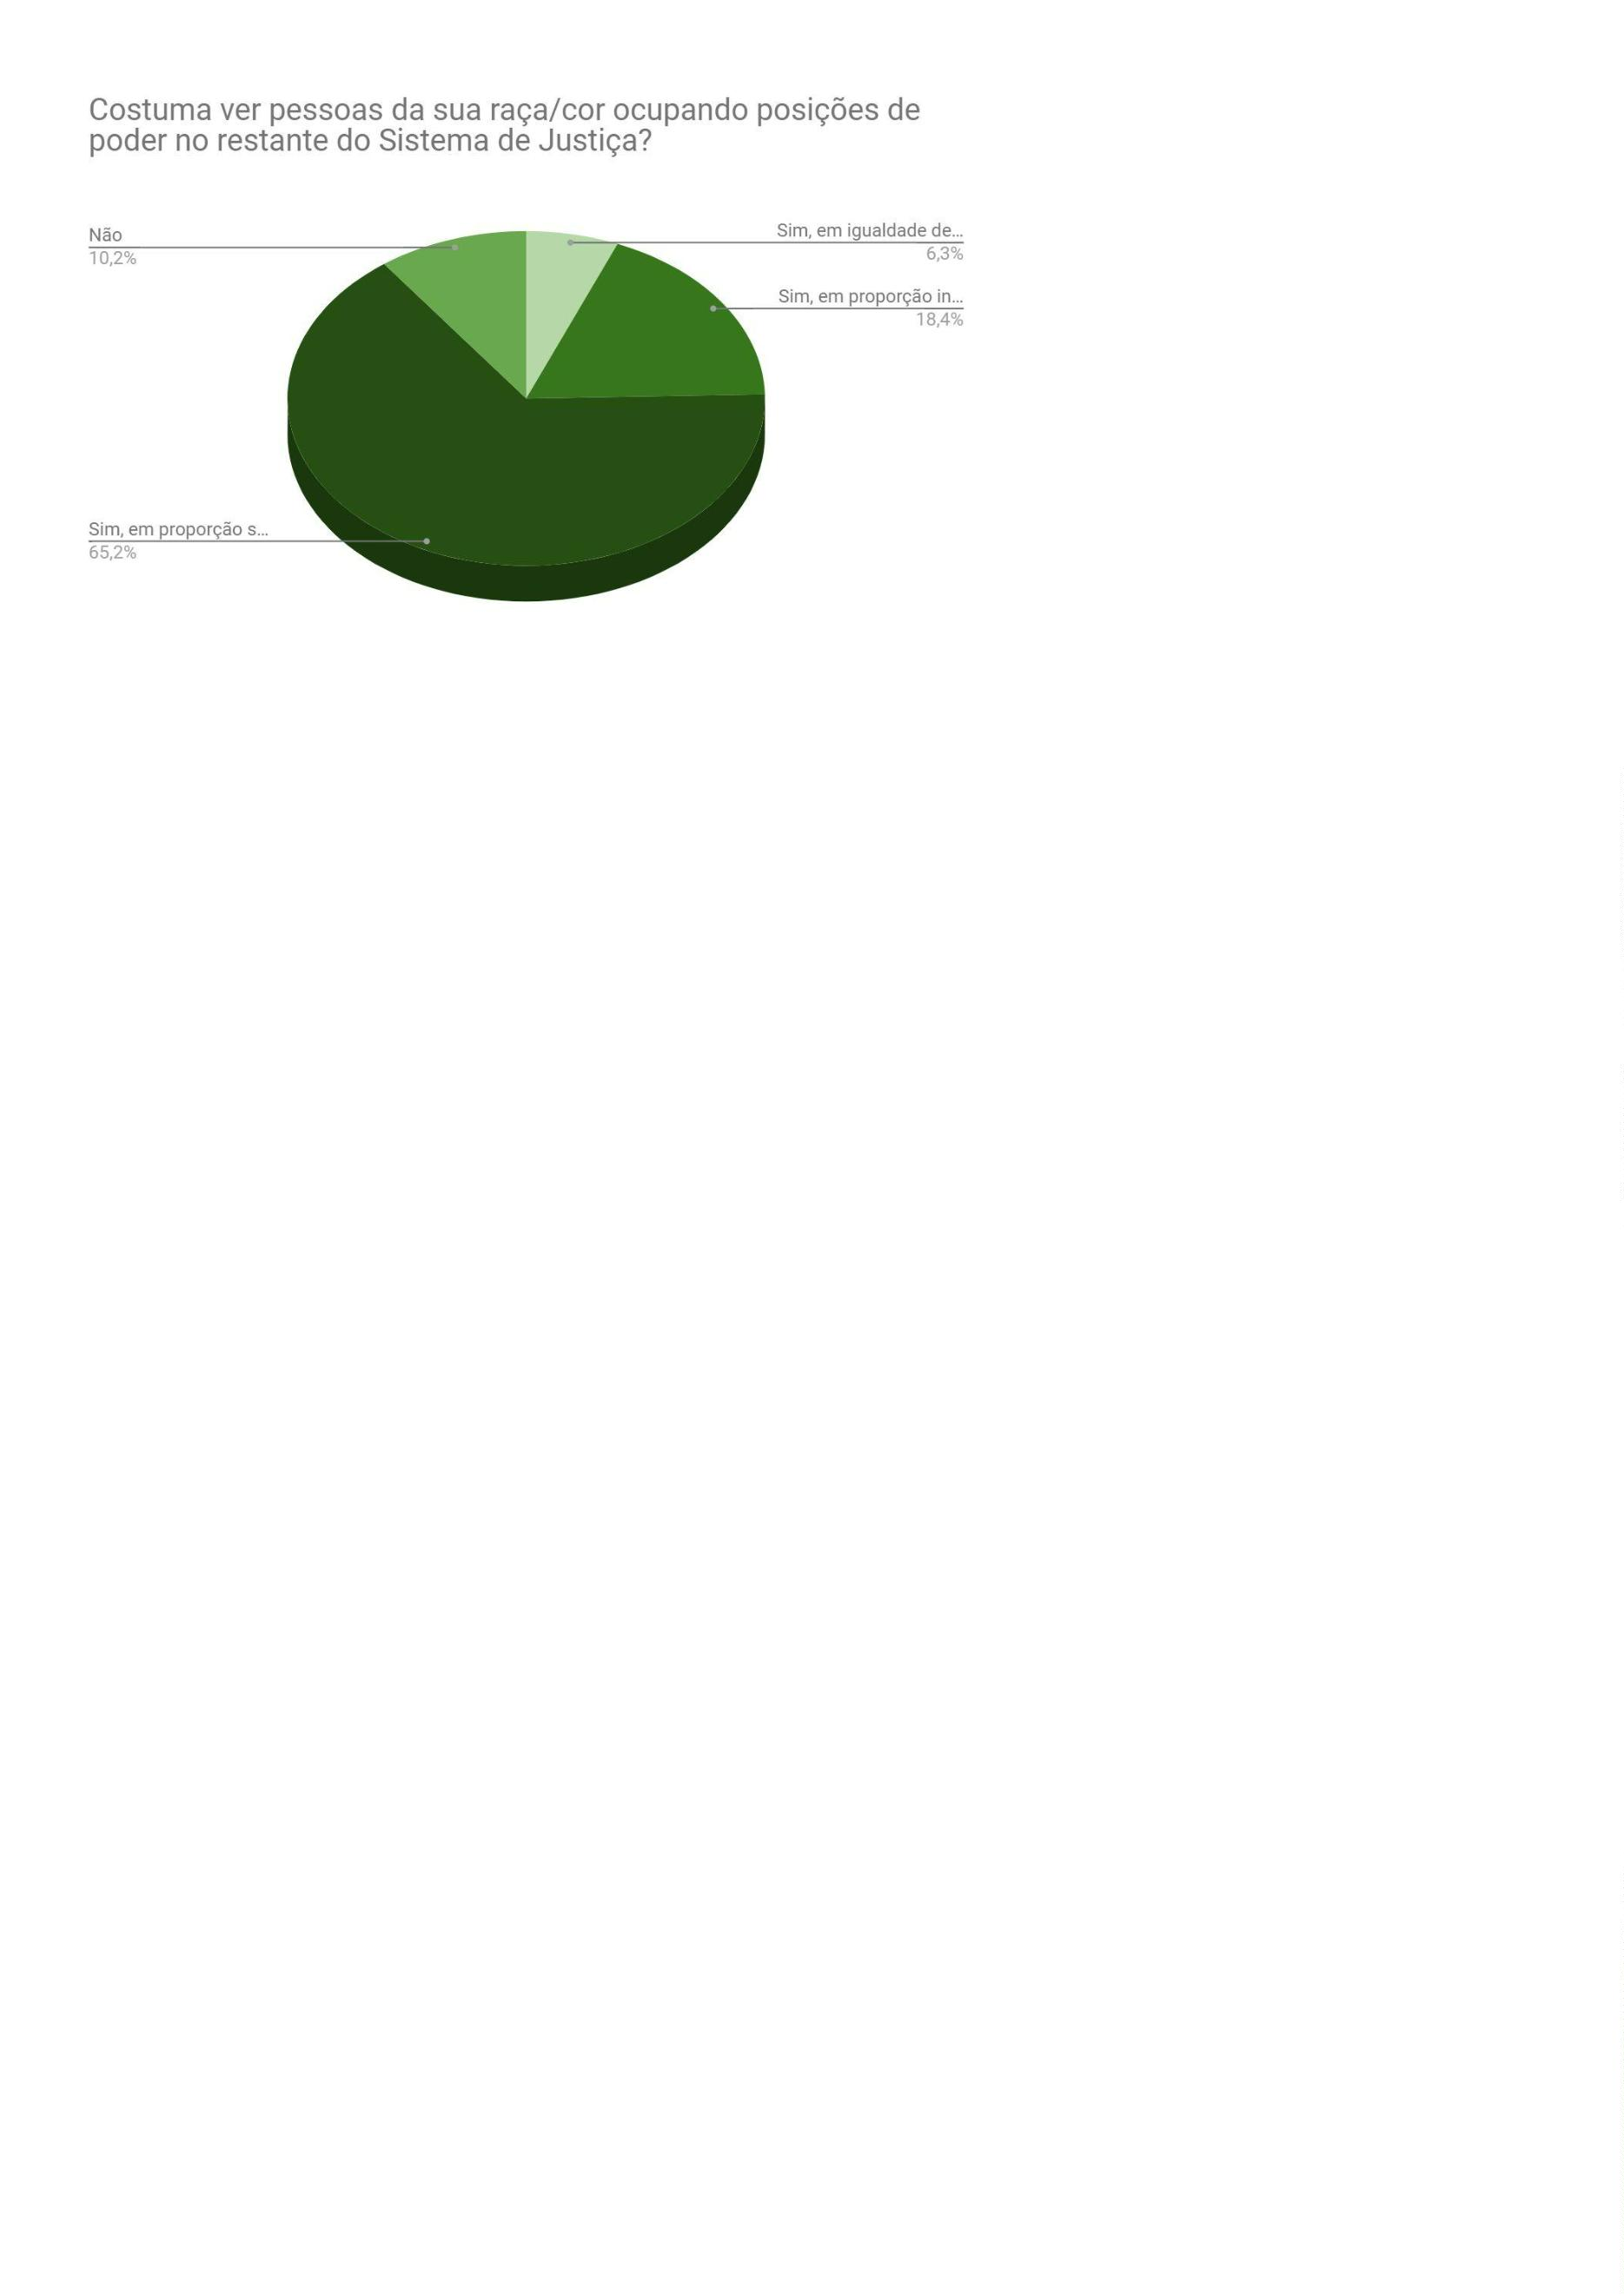 Costuma ver pessoas da sua raça/cor ocupando posições de
poder no restante do Sistema de Justiça?
Não
10,2%
Sim, em igualdade de…
6,3%
Sim, em proporção in…
18,4%
Sim, em proporção s…
65,2%